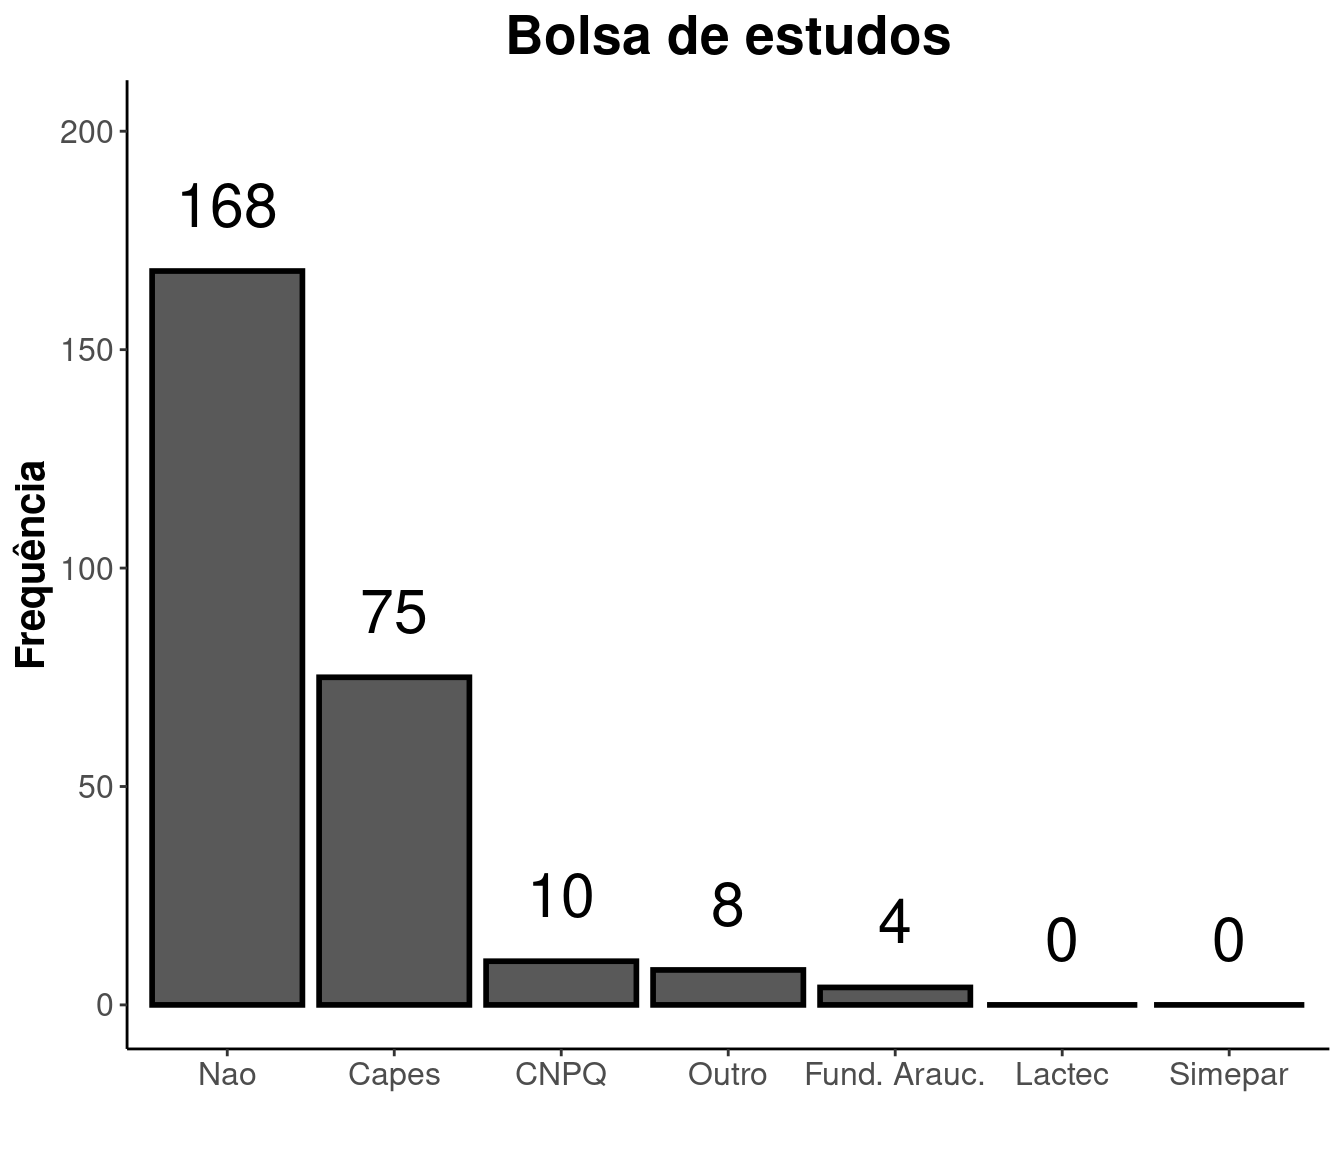 Bolsa de estudos
Frequência
200
150
100
50
0
168
75
10
8
4
0
0
Nao
Capes
CNPQ
Outro
Fund. Arauc.
Lactec
Simepar